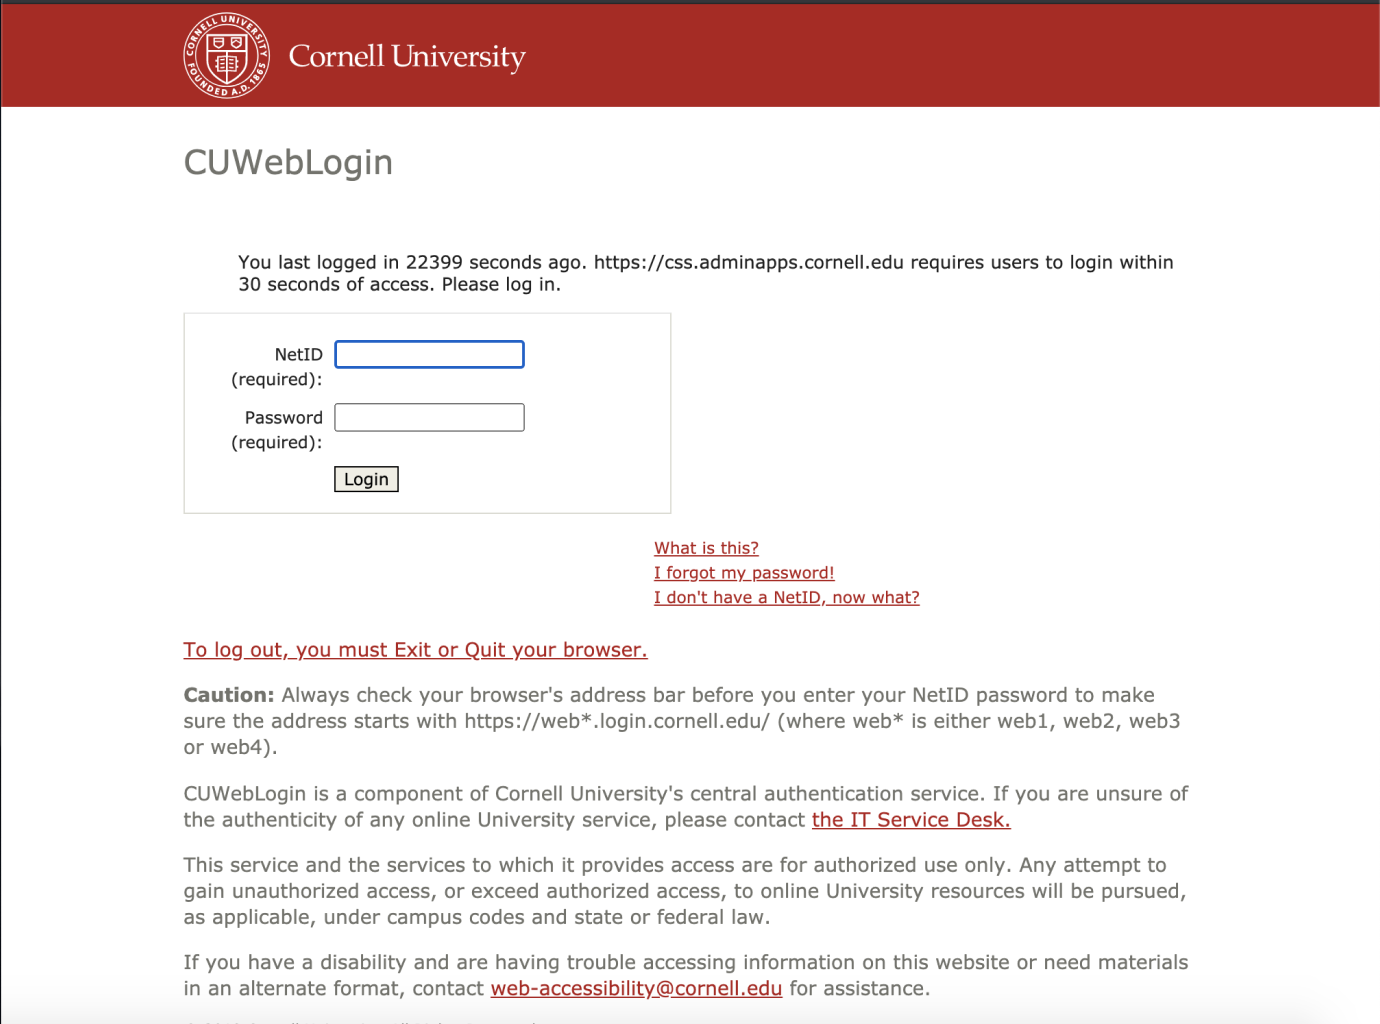 CORNELL UNIVERSITY
FOUNDED A.D. 1865
Cornell University
CUWebLogin
You last logged in 22399 seconds ago. https://css.adminapps.cornell.edu requires users to login within
30 seconds of access. Please log in.
NetID
(required):
Password
(required):
Login
What is this?
I forgot my password!
I don't have a NetID, now what?
To log out, you must Exit or Quit your browser.
Caution: Always check your browser's address bar before you enter your NetID password to make
sure the address starts with https://web*.login.cornell.edu/ (where web* is either web1, web2, web3
or web4).
CUWebLogin is a component of Cornell University's central authentication service. If you are unsure of
the authenticity of any online University service, please contact the IT Service Desk.
This service and the services to which it provides access are for authorized use only. Any attempt to
gain unauthorized access, or exceed authorized access, to online University resources will be pursued,
as applicable, under campus codes and state or federal law.
If you have a disability and are having trouble accessing information on this website or need materials
in an alternate format, contact web-accessibility@cornell.edu for assistance.